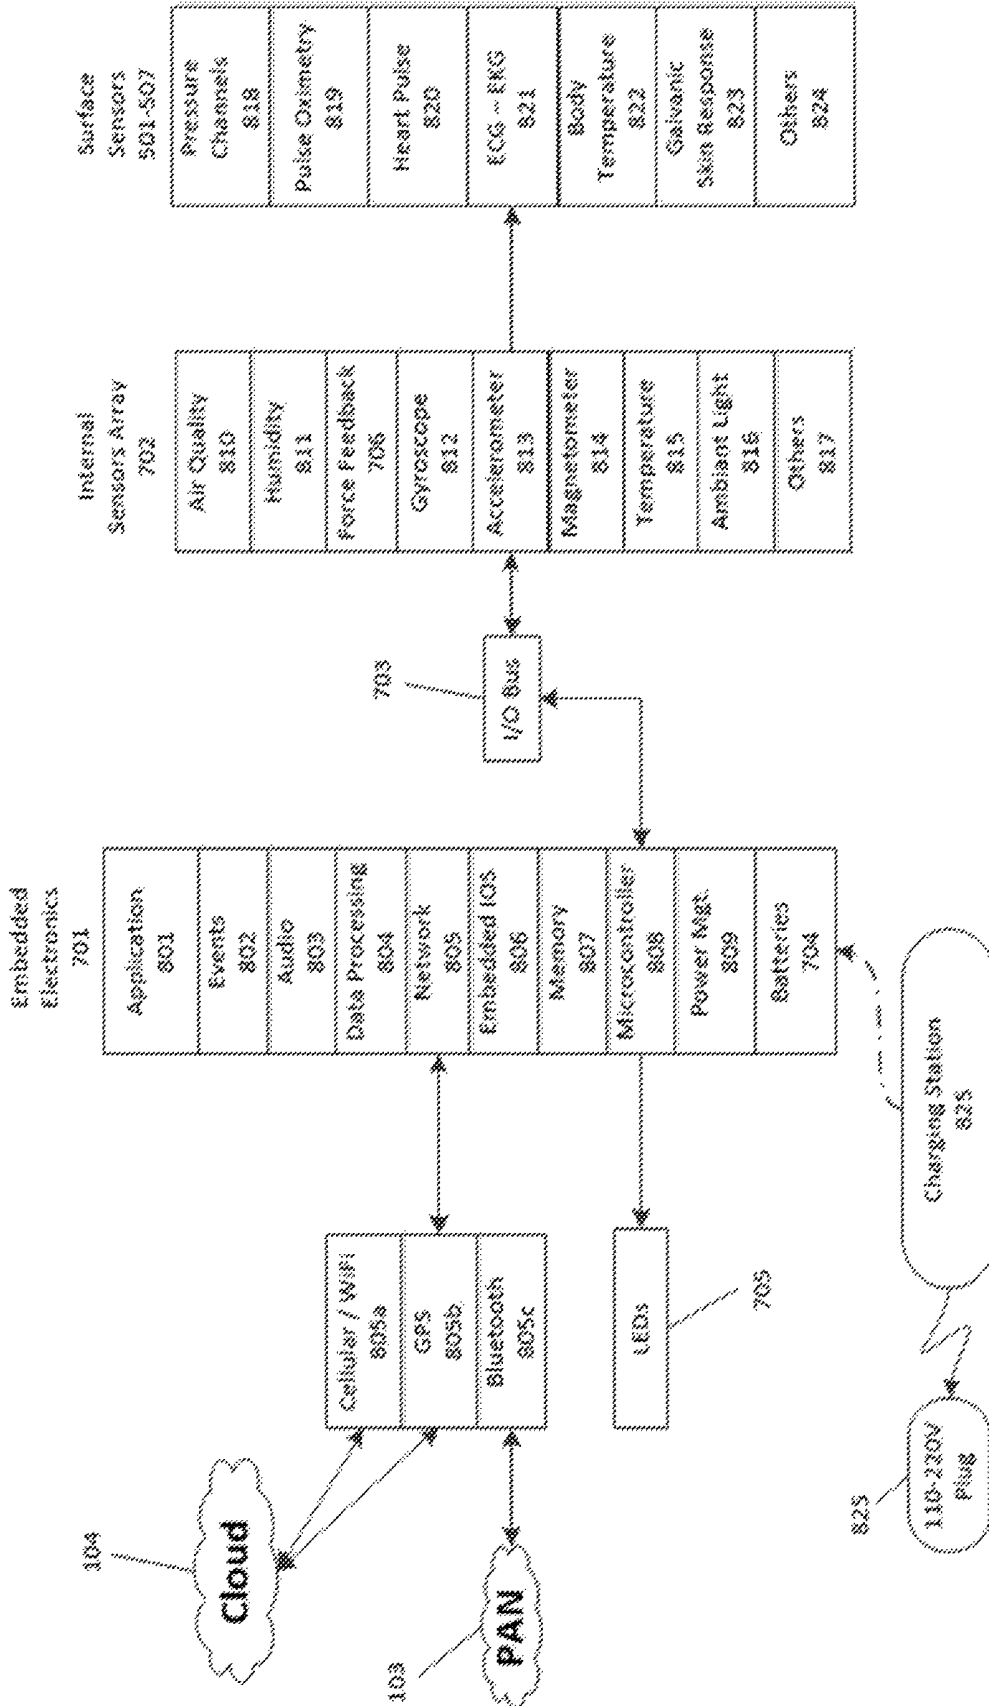 Cloud
104
PAN
103
Cellular / WiFi
805a
GPS
805b
Bluetooth
805c
LEDs
705
110-220V
Plug
825
Charging Station
825
Embedded
Electronics
701
Application
801
Events
802
Audio
803
Data Processing
804
Network
805
Embedded IOS
806
Memory
807
Microcontroller
808
Power Mgt.
809
Batteries
704
703
I/O Bus
Internal
Sensors Array
702
Air Quality
810
Humidity
811
Force Feedback
706
Gyroscope
812
Accelerometer
813
Magnetometer
814
Temperature
815
Ambiant Light
816
Others
817
Surface
Sensors
501-507
Pressure
Channels
818
Pulse Oximetry
819
Heart Pulse
820
ECG - EKG
821
Body
Temperature
822
Galvanic
Skin Response
823
Others
824